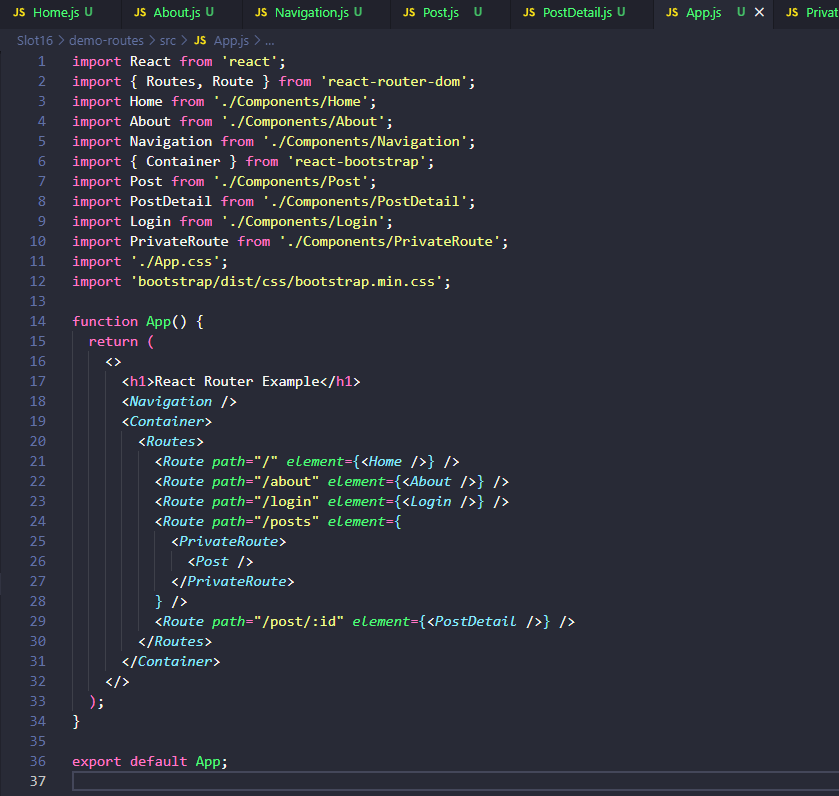 JS Home.js U JS About.js U JS Navigation.js U JS Post.js U JS PostDetail.js U JS App.js U × JS Privat
Slot16 > demo-routes > src > JS App.js > ...
1 import React from 'react';
2 import { Routes, Route } from 'react-router-dom';
3 import Home from './Components/Home';
4 import About from './Components/About';
5 import Navigation from './Components/Navigation';
6 import { Container } from 'react-bootstrap';
7 import Post from './Components/Post';
8 import PostDetail from './Components/PostDetail';
9 import Login from './Components/Login';
10 import PrivateRoute from './Components/PrivateRoute';
11 import './App.css';
12 import 'bootstrap/dist/css/bootstrap.min.css';
13
14 function App() {
15   return (
16     <>
17       <h1>React Router Example</h1>
18       <Navigation />
19       <Container>
20         <Routes>
21           <Route path="/" element={<Home />} />
22           <Route path="/about" element={<About />} />
23           <Route path="/login" element={<Login />} />
24           <Route path="/posts" element={
25             <PrivateRoute>
26               <Post />
27             </PrivateRoute>
28           } />
29           <Route path="/post/:id" element={<PostDetail />} />
30         </Routes>
31       </Container>
32     </>
33   );
34 }
35
36 export default App;
37